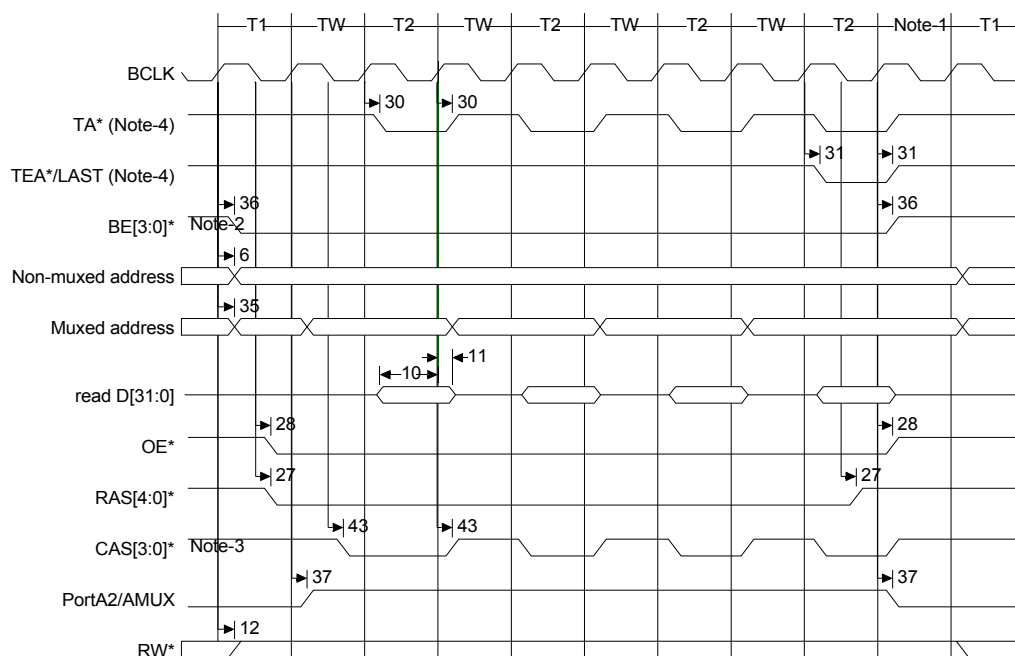 T1 TW T2 TW T2 TW T2 TW T2 Note-1 T1
BCLK
30 30
TA* (Note-4)
31 31
TEA*/LAST (Note-4)
36 36
BE[3:0]* Note-2
6
Non-muxed address
35
Muxed address
11
10
read D[31:0]
28 28
OE*
27 27
RAS[4:0]*
43 43
CAS[3:0]* Note-3
37 37
PortA2/AMUX
12
RW*